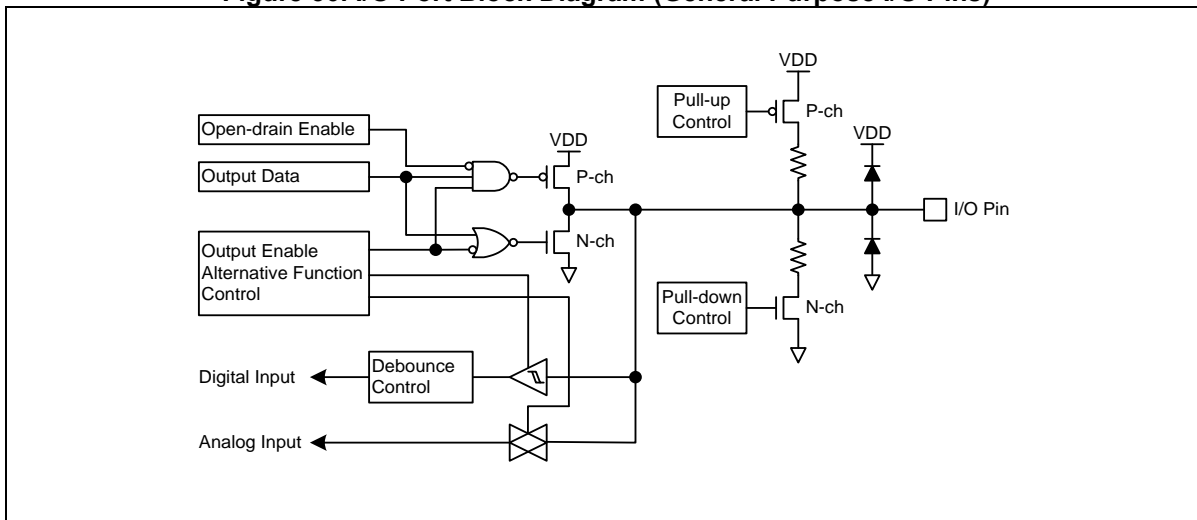 VDD
Pull-up
Control
P-ch
VDD
Open-drain Enable
VDD
Output Data
P-ch
I/O Pin
Output Enable
Alternative Function
Control
N-ch
Pull-down
Control
N-ch
Digital Input
Debounce
Control
Analog Input